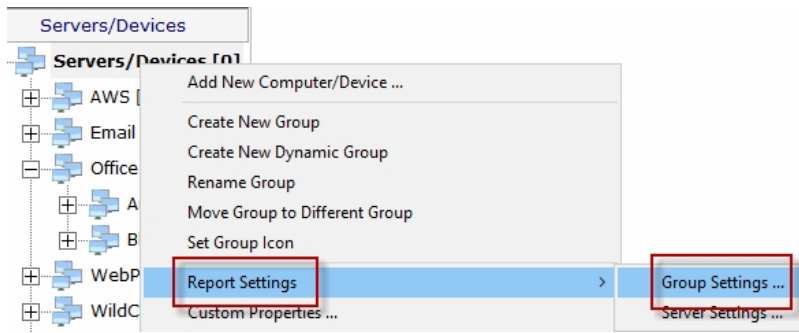 Servers/Devices
Servers/Devices [0]
Add New Computer/Device ...
AWS [
Create New Group
Email
Create New Dynamic Group
Office
Rename Group
A
Move Group to Different Group
B
Set Group Icon
WebP
Report Settings > Group Settings ...
WildC
Custom Properties ...
Server Settings ...